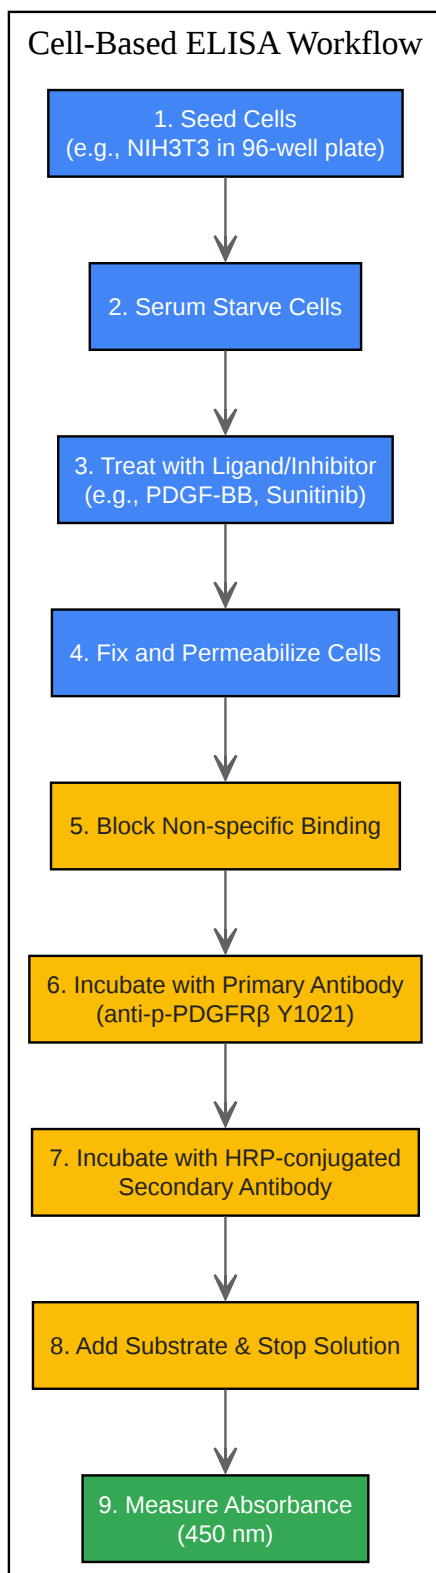 Cell-Based ELISA Workflow
1. Seed Cells
(e.g., NIH3T3 in 96-well plate)
2. Serum Starve Cells
3. Treat with Ligand/Inhibitor
(e.g., PDGF-BB, Sunitinib)
4. Fix and Permeabilize Cells
5. Block Non-specific Binding
6. Incubate with Primary Antibody
(anti-p-PDGFRβ Y1021)
7. Incubate with HRP-conjugated
Secondary Antibody
8. Add Substrate & Stop Solution
9. Measure Absorbance
(450 nm)